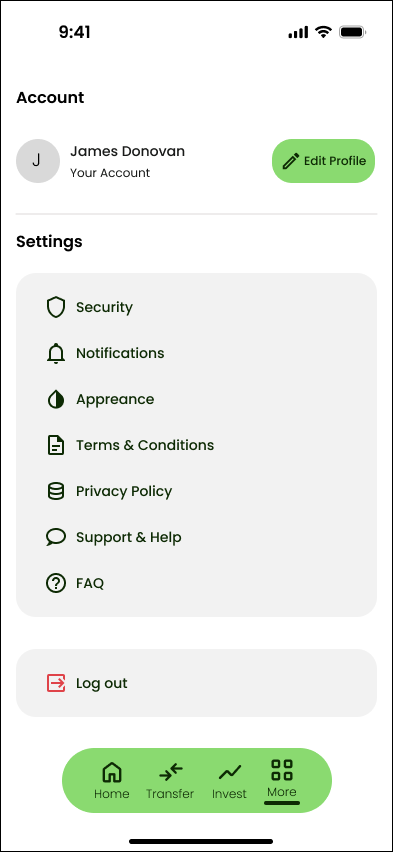 9:41
Account
J
James Donovan
Your Account
Edit Profile
Settings
Security
Notifications
Appreance
Terms & Conditions
Privacy Policy
Support & Help
FAQ
Log out
Home Transfer Invest More